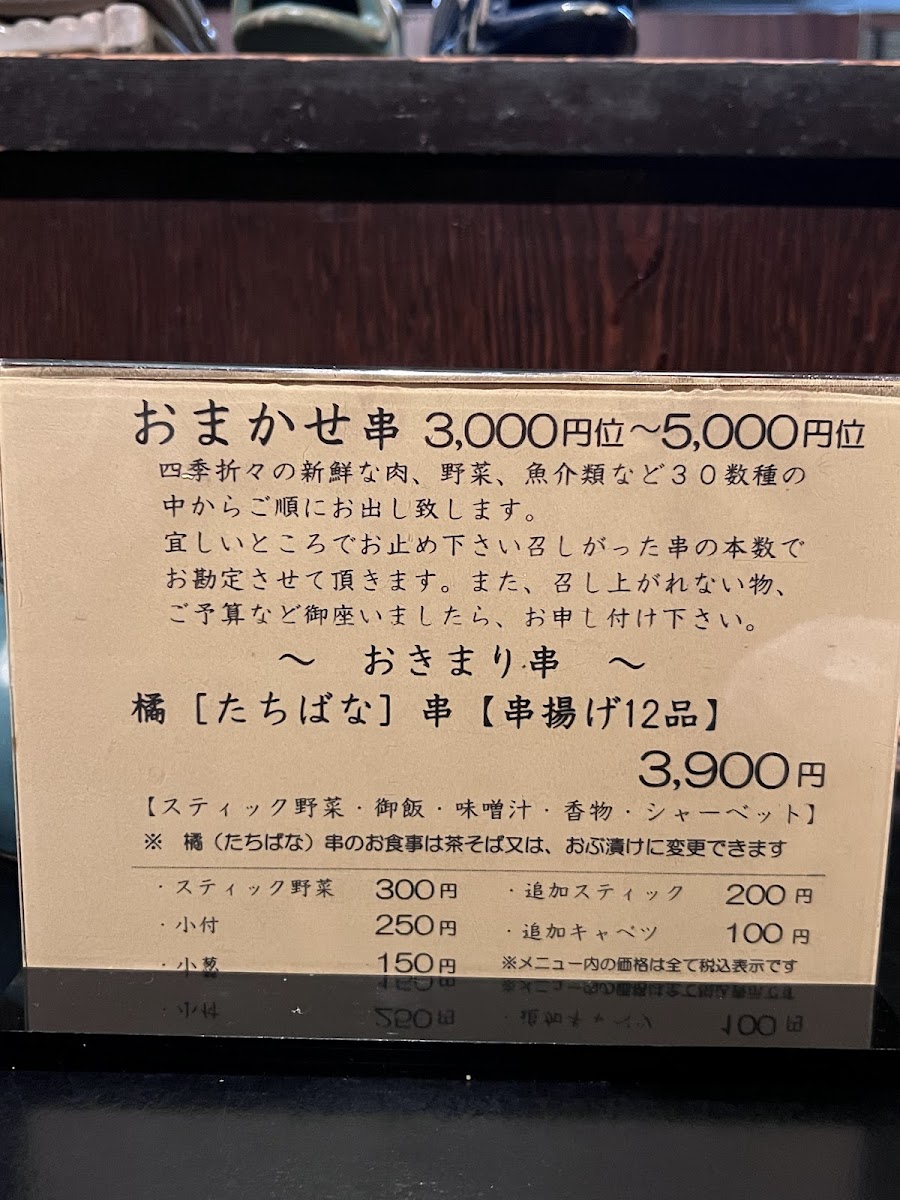 おまかせ串 3,000円位〜5,000円位
四季折々の新鮮な肉、野菜、魚介類など３０数種の
中からご順にお出し致します。
宜しいところでお止め下さい召しがった串の本数で
お勘定させて頂きます。また、召し上がれない物、
ご予算など御座いましたら、お申し付け下さい。
〜 おきまり串 〜
橘［たちばな］串【串揚げ12品】
3,900円
【スティック野菜・御飯・味噌汁・香物・シャーベット】
※ 橘（たちばな）串のお食事は茶そば又は、おぶ漬けに変更できます
・スティック野菜 300円 ・追加スティック 200円
・小付 250円 ・追加キャベツ 100円
・小葱 150円 ※メニュー内の価格は全て税込表示です